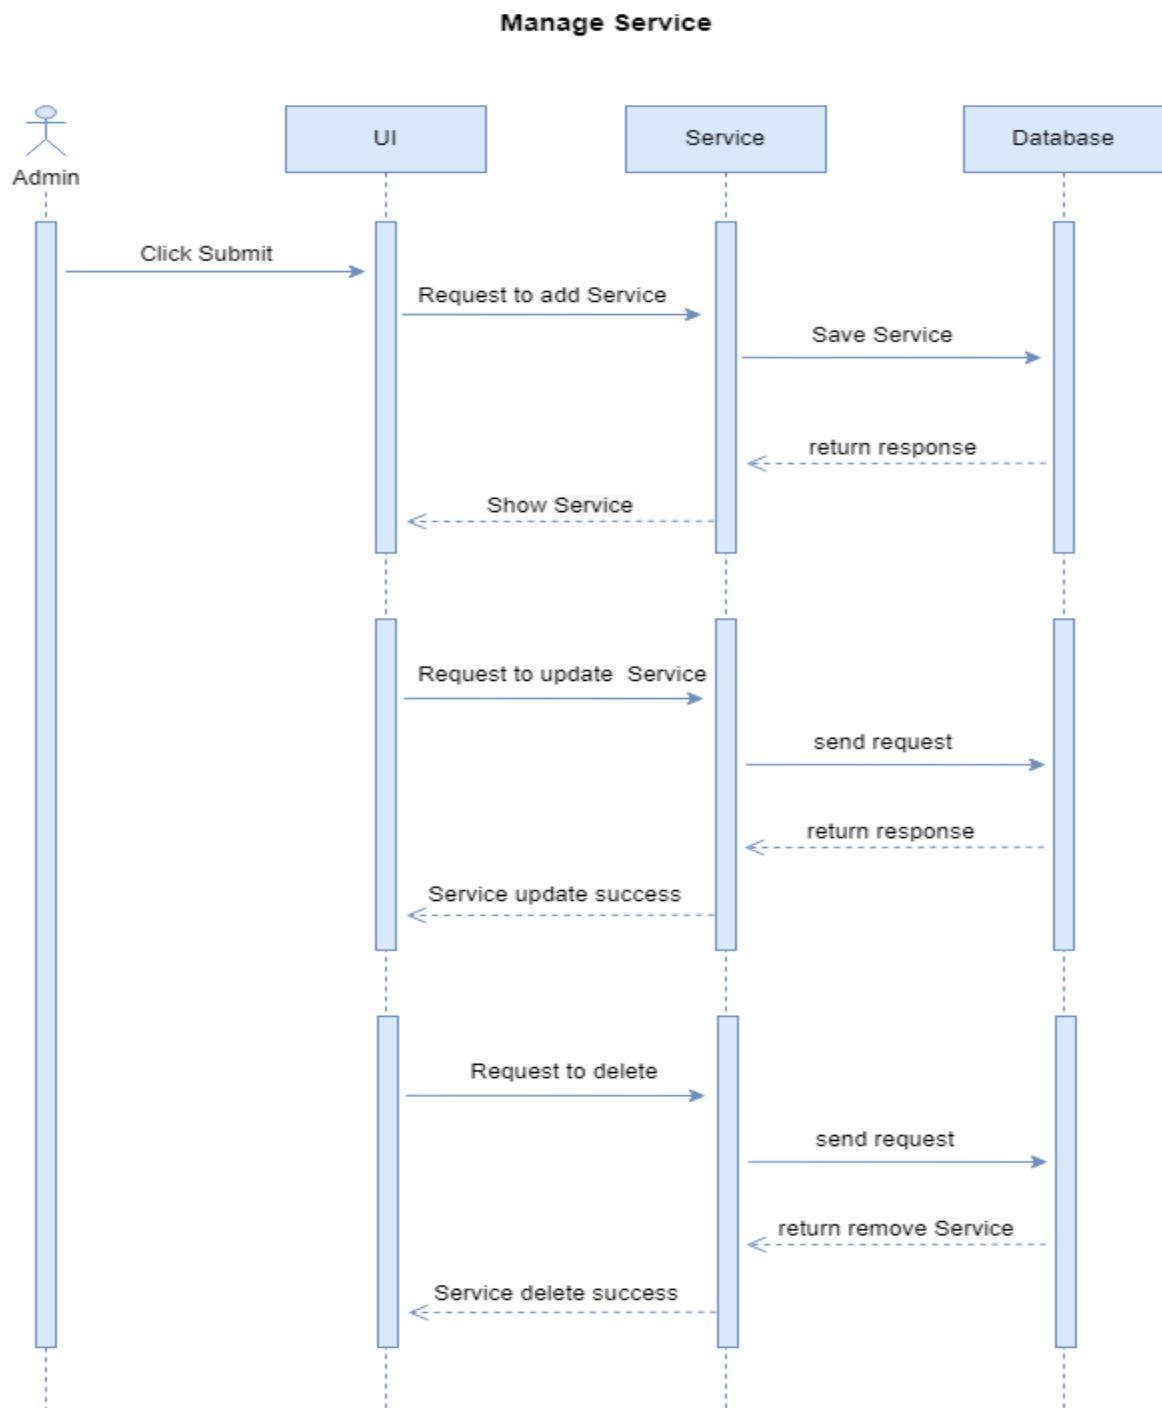 Manage Service
UI
Service
Database
Admin
Click Submit
Request to add Service
Save Service
return response
Show Service
Request to update  Service
send request
return response
Service update success
Request to delete
send request
return remove Service
Service delete success